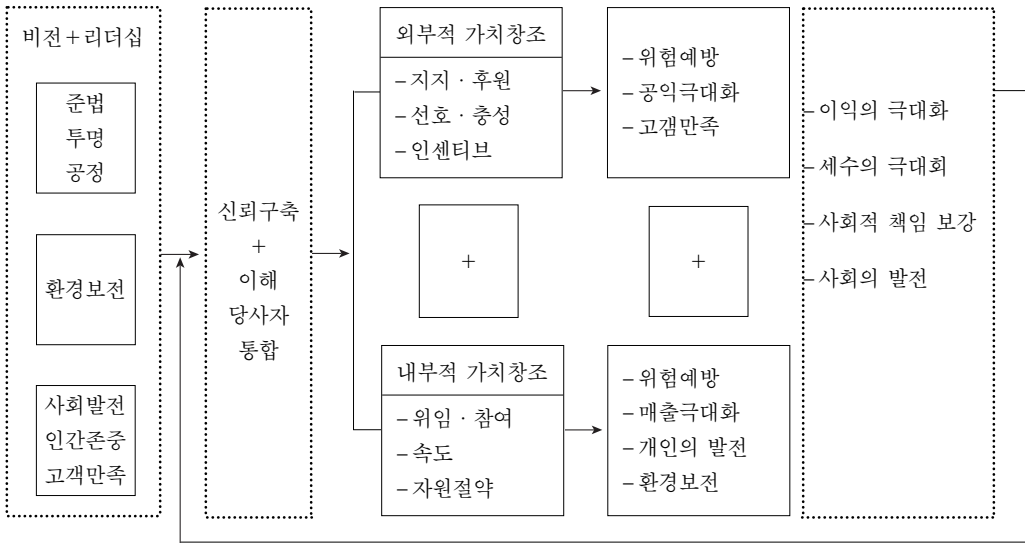 비전+리더십
준법
투명
공정
환경보전
사회발전
인간존중
고객만족
신뢰구축
+
이해
당사자
통합
외부적 가치창조
–지지 · 후원
–선호 · 충성
–인센티브
+
내부적 가치창조
–위임 · 참여
–속도
–자원절약
–위험예방
–공익극대화
–고갬만족
+
–위험예방
–매출극대화
–개인의 발전
–환경보전
–이익의 극대화
–세수의 극대회
–사회적 책임 보강
–사회의 발전